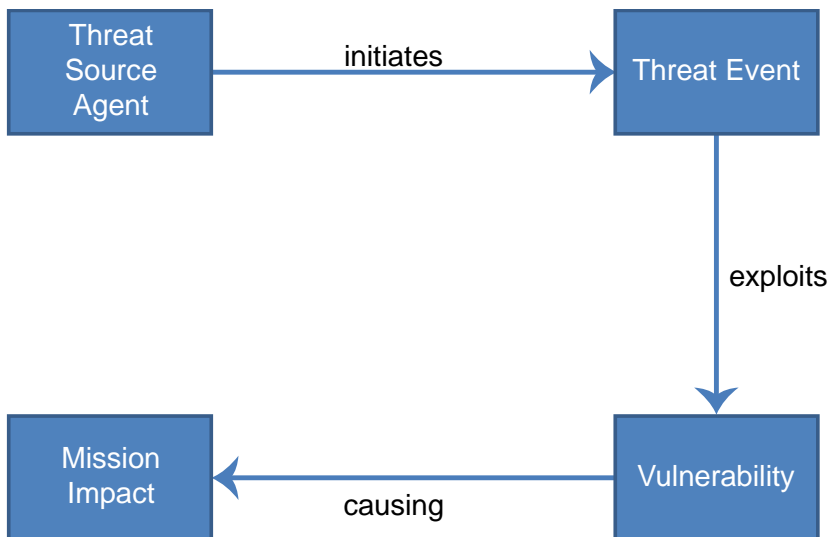 Threat
Source
Agent
initiates
Threat Event
exploits
Vulnerability
causing
Mission
Impact